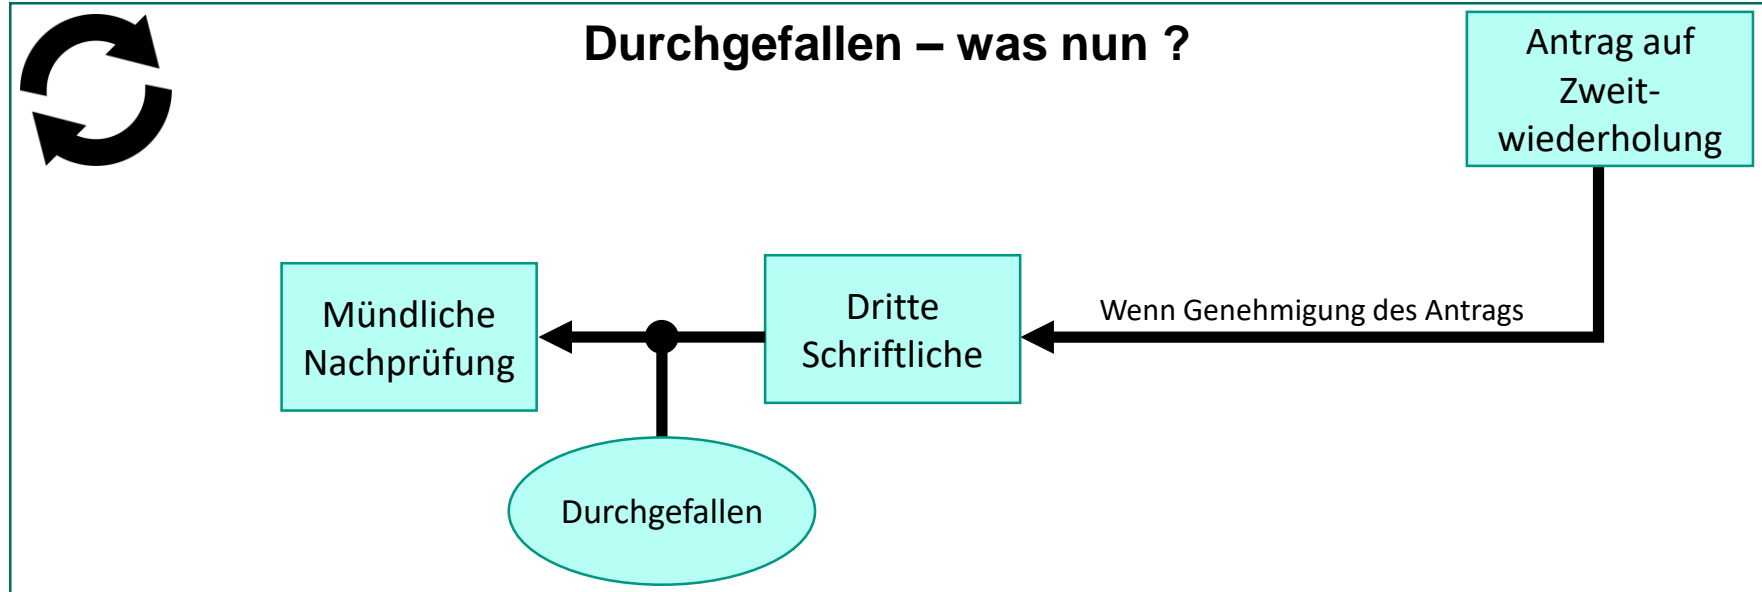 Durchgefallen – was nun ?
Antrag auf
Zweit-
wiederholung
Wenn Genehmigung des Antrags
Dritte
Schriftliche
Mündliche
Nachprüfung
Durchgefallen